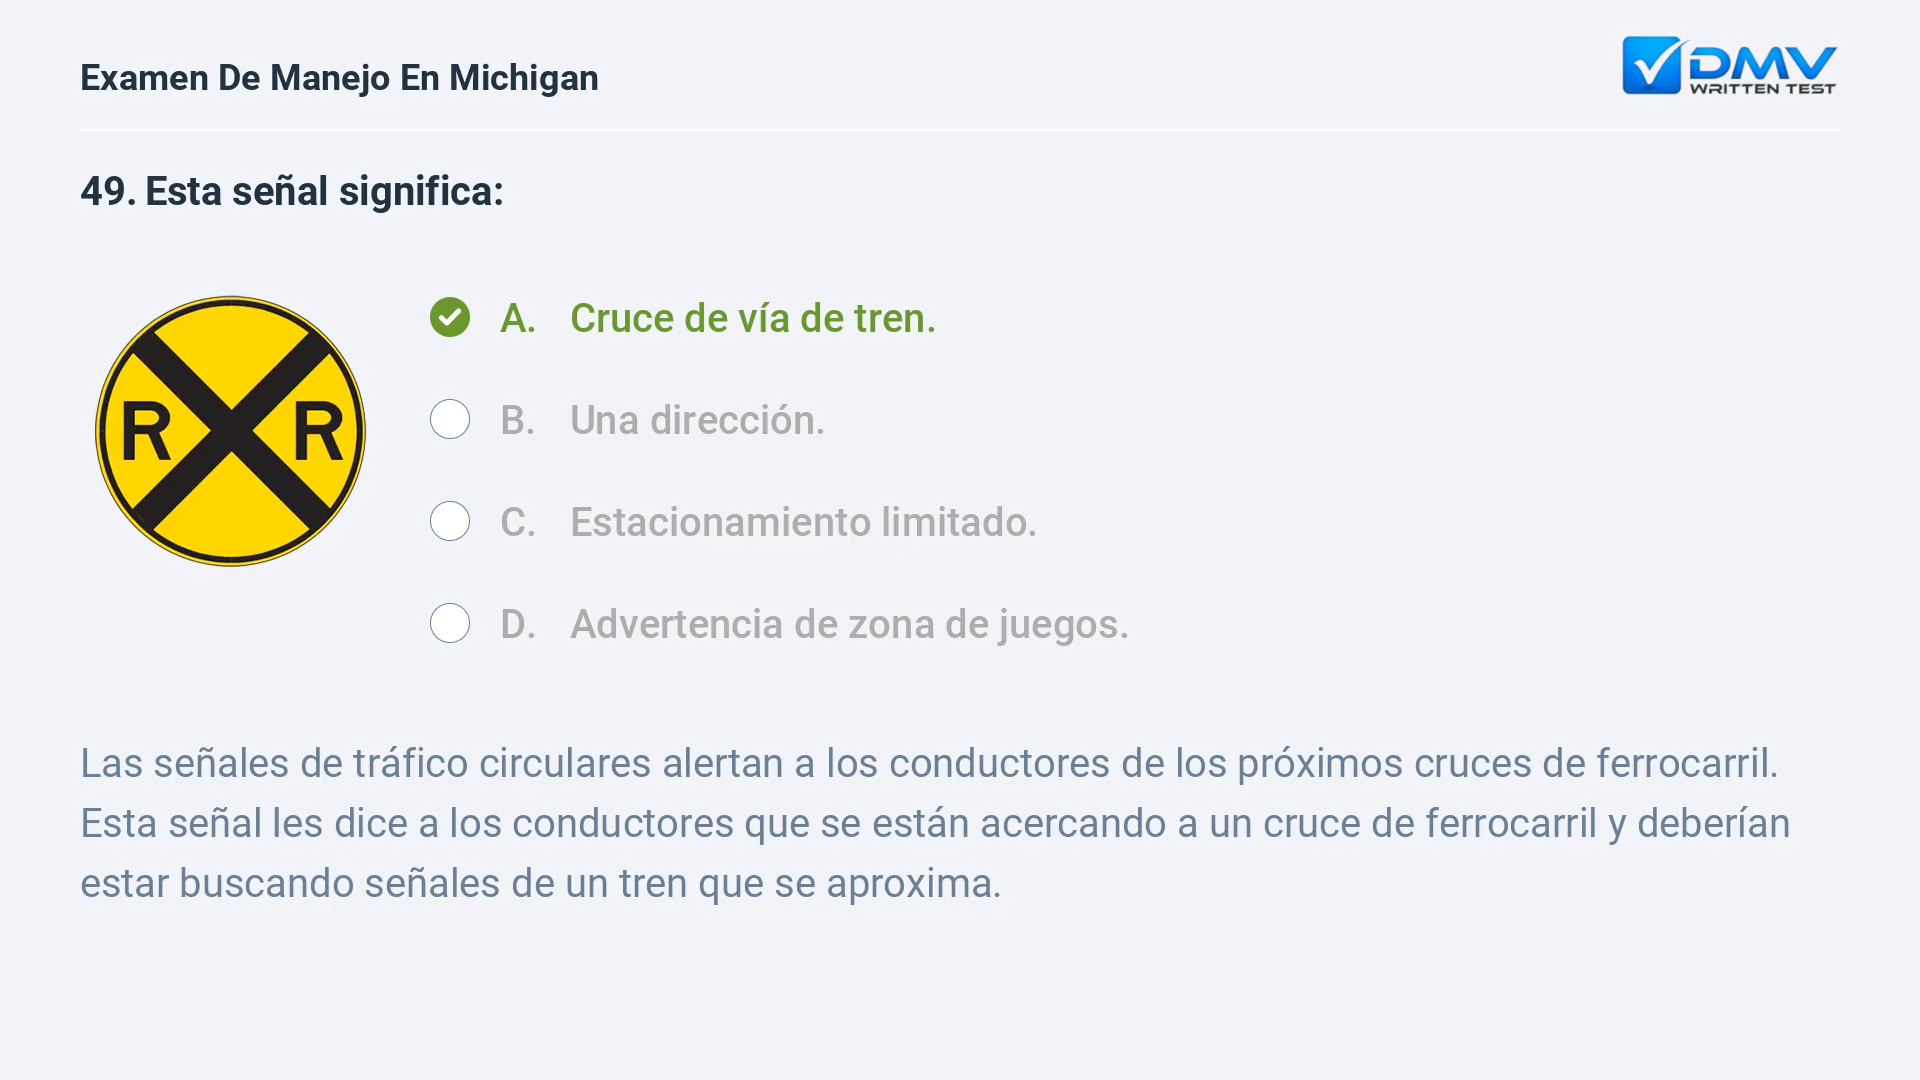 Examen De Manejo En Michigan
DMV
WRITTEN TEST
49. Esta señal significa:
R R
A. Cruce de vía de tren.
B. Una dirección.
C. Estacionamiento limitado.
D. Advertencia de zona de juegos.
Las señales de tráfico circulares alertan a los conductores de los próximos cruces de ferrocarril.
Esta señal les dice a los conductores que se están acercando a un cruce de ferrocarril y deberían
estar buscando señales de un tren que se aproxima.